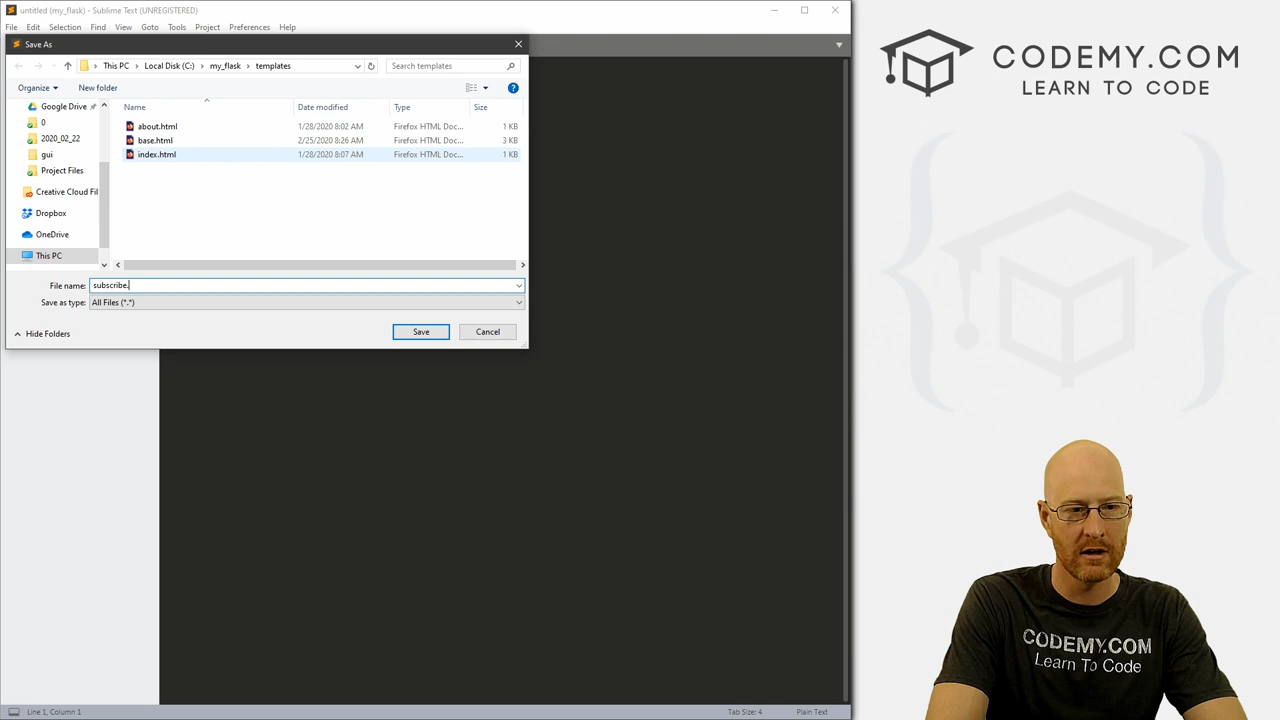 untitled (my_flask) - Sublime Text (UNREGISTERED)
File Edit Selection Find View Goto Tools Project Preferences Help
Save As
This PC > Local Disk (C:) > my_flask > templates
Search templates
Organize
New folder
Name Date modified Type Size
Google Drive
0
2020_02_22
gui
Project Files
Creative Cloud Fil
Dropbox
OneDrive
This PC
about.html 1/28/2020 8:02 AM Firefox HTML Doc... 1 KB
base.html 2/25/2020 8:26 AM Firefox HTML Doc... 3 KB
index.html 1/28/2020 8:07 AM Firefox HTML Doc... 1 KB
File name: subscribe.
Save as type: All Files (*.*)
Hide Folders
Save
Cancel
Line 1, Column 1
Tab Size: 4
Plain Text
CODEMY.COM
LEARN TO CODE
CODEMY.COM
Learn To Code